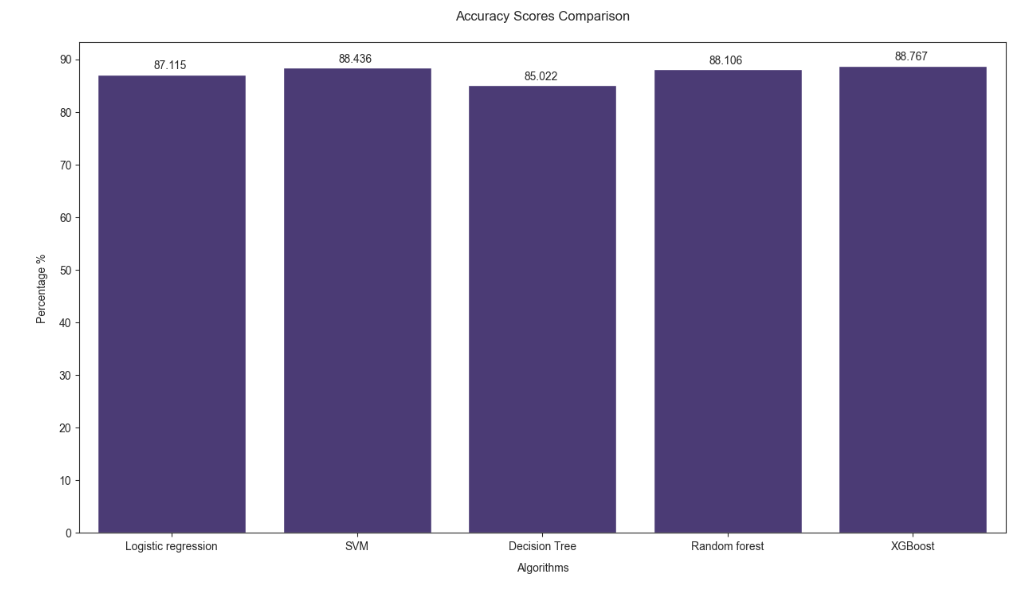 Accuracy Scores Comparison
87.115
88.436
85.022
88.106
88.767
90
80
70
60
50
40
30
20
10
0
Percentage %
Logistic regression
SVM
Decision Tree
Random forest
XGBoost
Algorithms